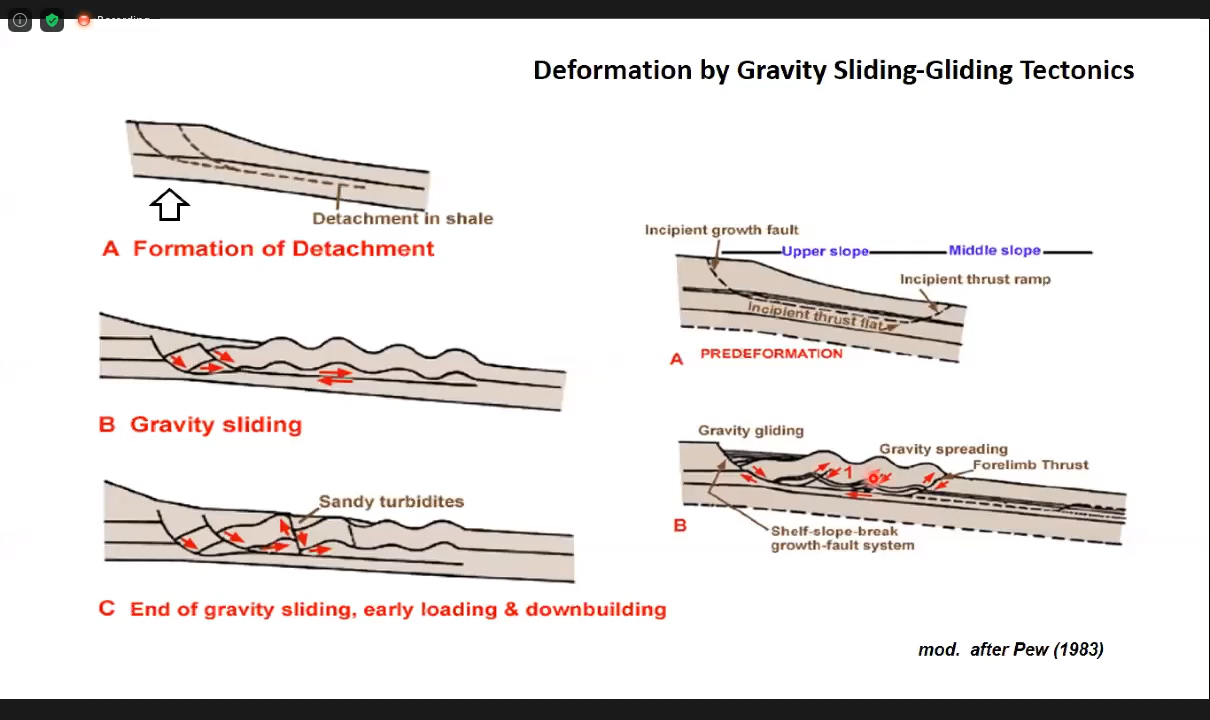 Recording
Deformation by Gravity Sliding-Gliding Tectonics
Detachment in shale
A Formation of Detachment
B Gravity sliding
Sandy turbidites
C End of gravity sliding, early loading & downbuilding
Incipient growth fault
Upper slope
Middle slope
Incipient thrust ramp
Incipient thrust flat
A PREDEFORMATION
Gravity gliding
Gravity spreading
Forelimb Thrust
1
B
Shelf-slope-break
growth-fault system
mod. after Pew (1983)